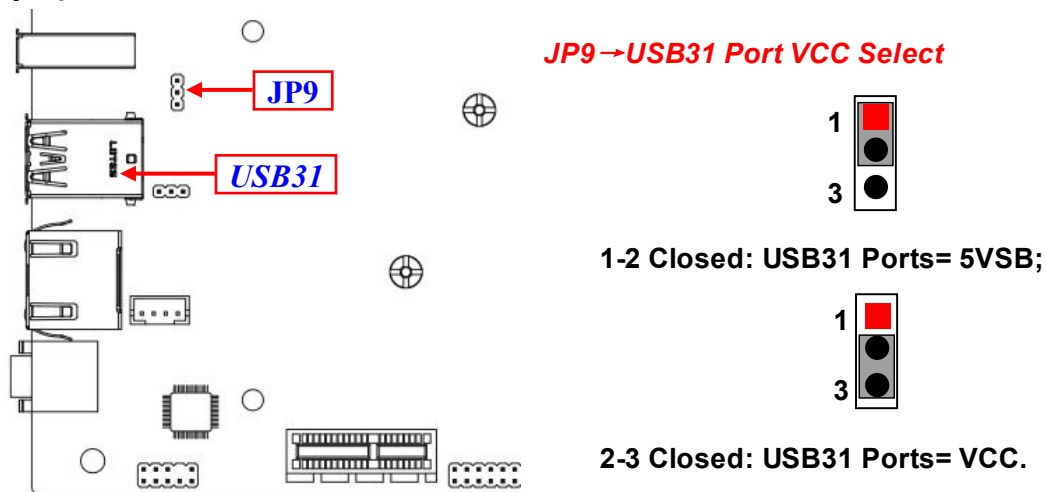 JP9→USB31 Port VCC Select
JP9
USB31
LOTES
1
3
1-2 Closed: USB31 Ports= 5VSB;
1
3
2-3 Closed: USB31 Ports= VCC.